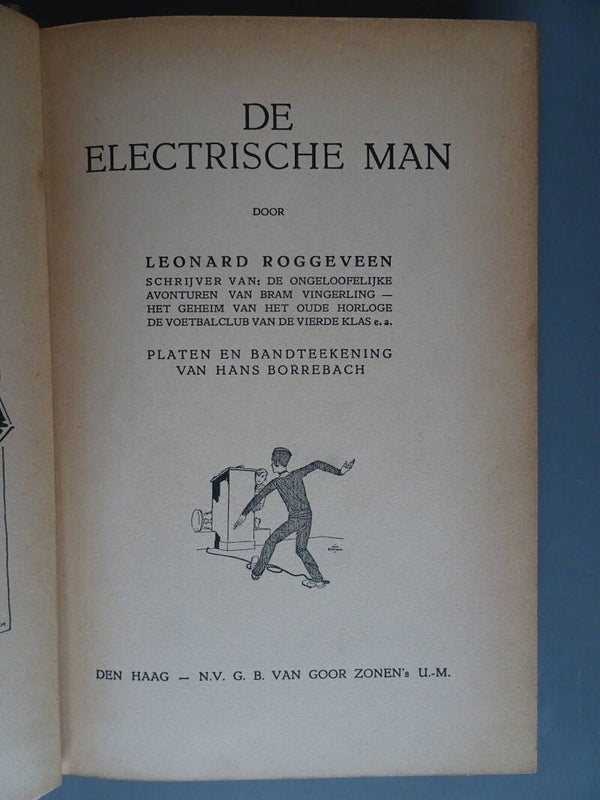 DE
ELECTRISCHE MAN
DOOR
LEONARD ROGGEVEEN
SCHRIJVER VAN: DE ONGELOOFELIJKE
AVONTUREN VAN BRAM VINGERLING —
HET GEHEIM VAN HET OUDE HORLOGE
DE VOETBALCLUB VAN DE VIERDE KLAS e. a.
PLATEN EN BANDTEEKENING
VAN HANS BORREBACH
DEN HAAG — N.V. G. B. VAN GOOR ZONEN's U.-M.